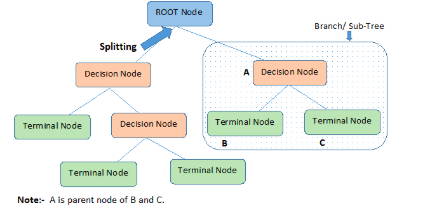 ROOT Node
Branch/ Sub-Tree
Splitting
Decision Node
A
Decision Node
Terminal Node
Decision Node
Terminal Node
Terminal Node
B
C
Terminal Node
Terminal Node
Note:- A is parent node of B and C.